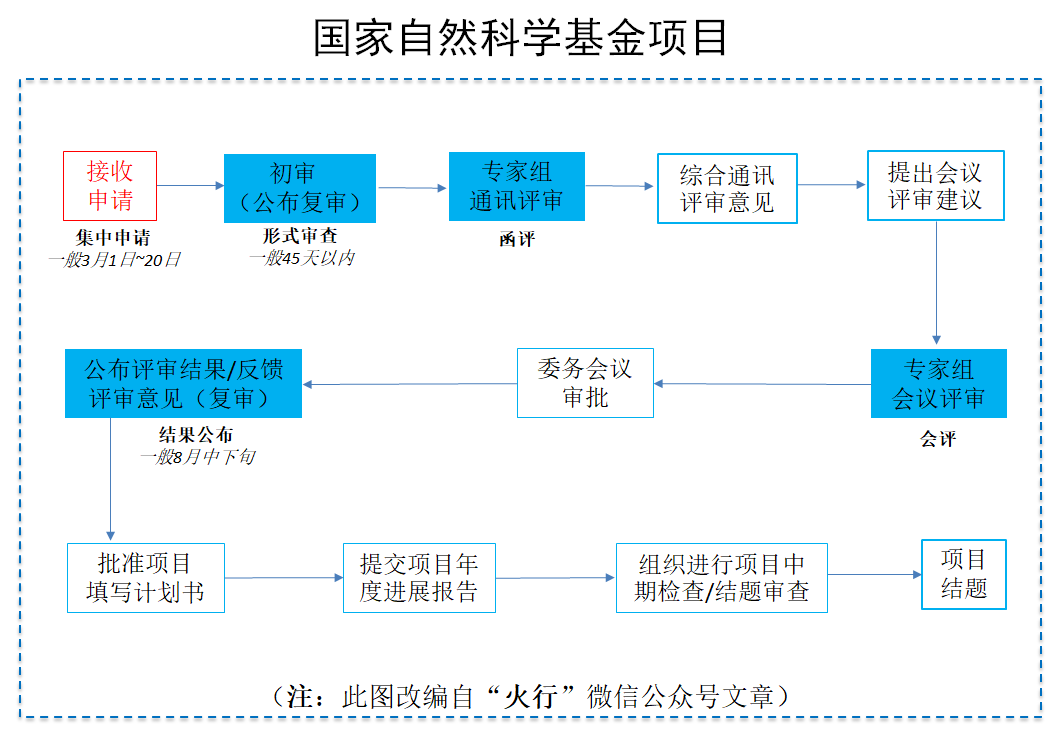 国家自然科学基金项目
接收
申请
集中申请
一般3月1日~20日
初审
（公布复审）
形式审查
一般45天以内
专家组
通讯评审
函评
综合通讯
评审意见
提出会议
评审建议
专家组
会议评审
会评
委务会议
审批
公布评审结果/反馈
评审意见（复审）
结果公布
一般8月中下旬
批准项目
填写计划书
提交项目年
度进展报告
组织进行项目中
期检查/结题审查
项目
结题
（注：此图改编自“火行”微信公众号文章）